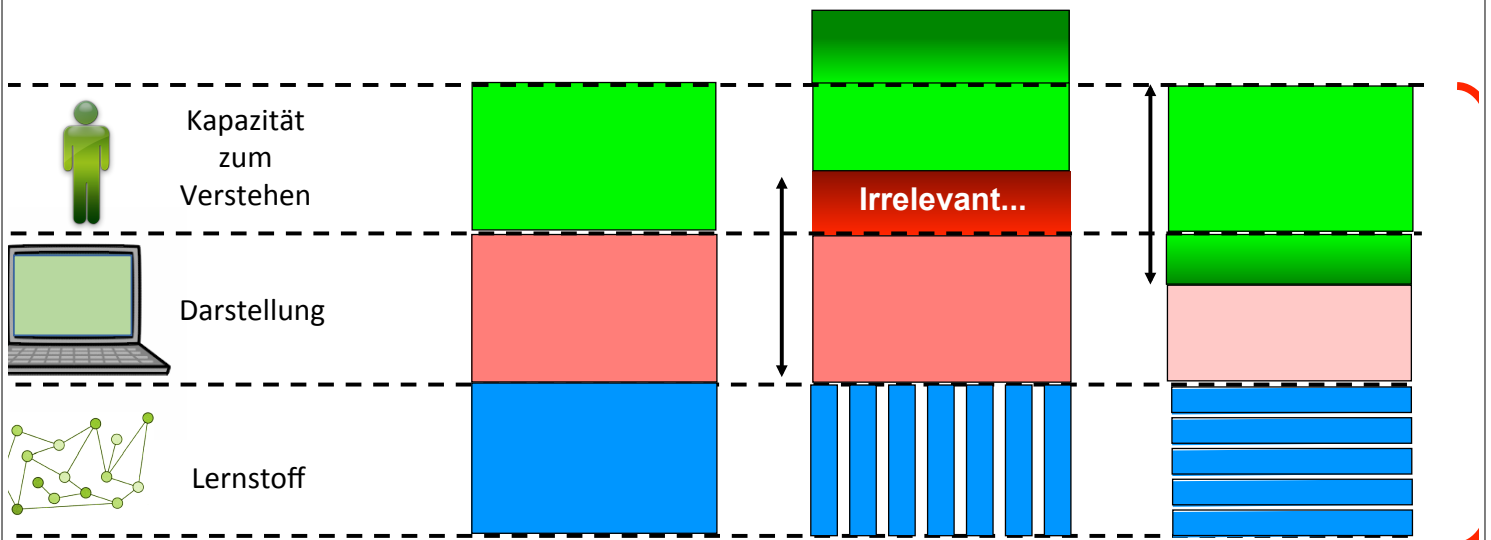 Kapazität
zum
Verstehen
Irrelevant...
Darstellung
Lernstoff